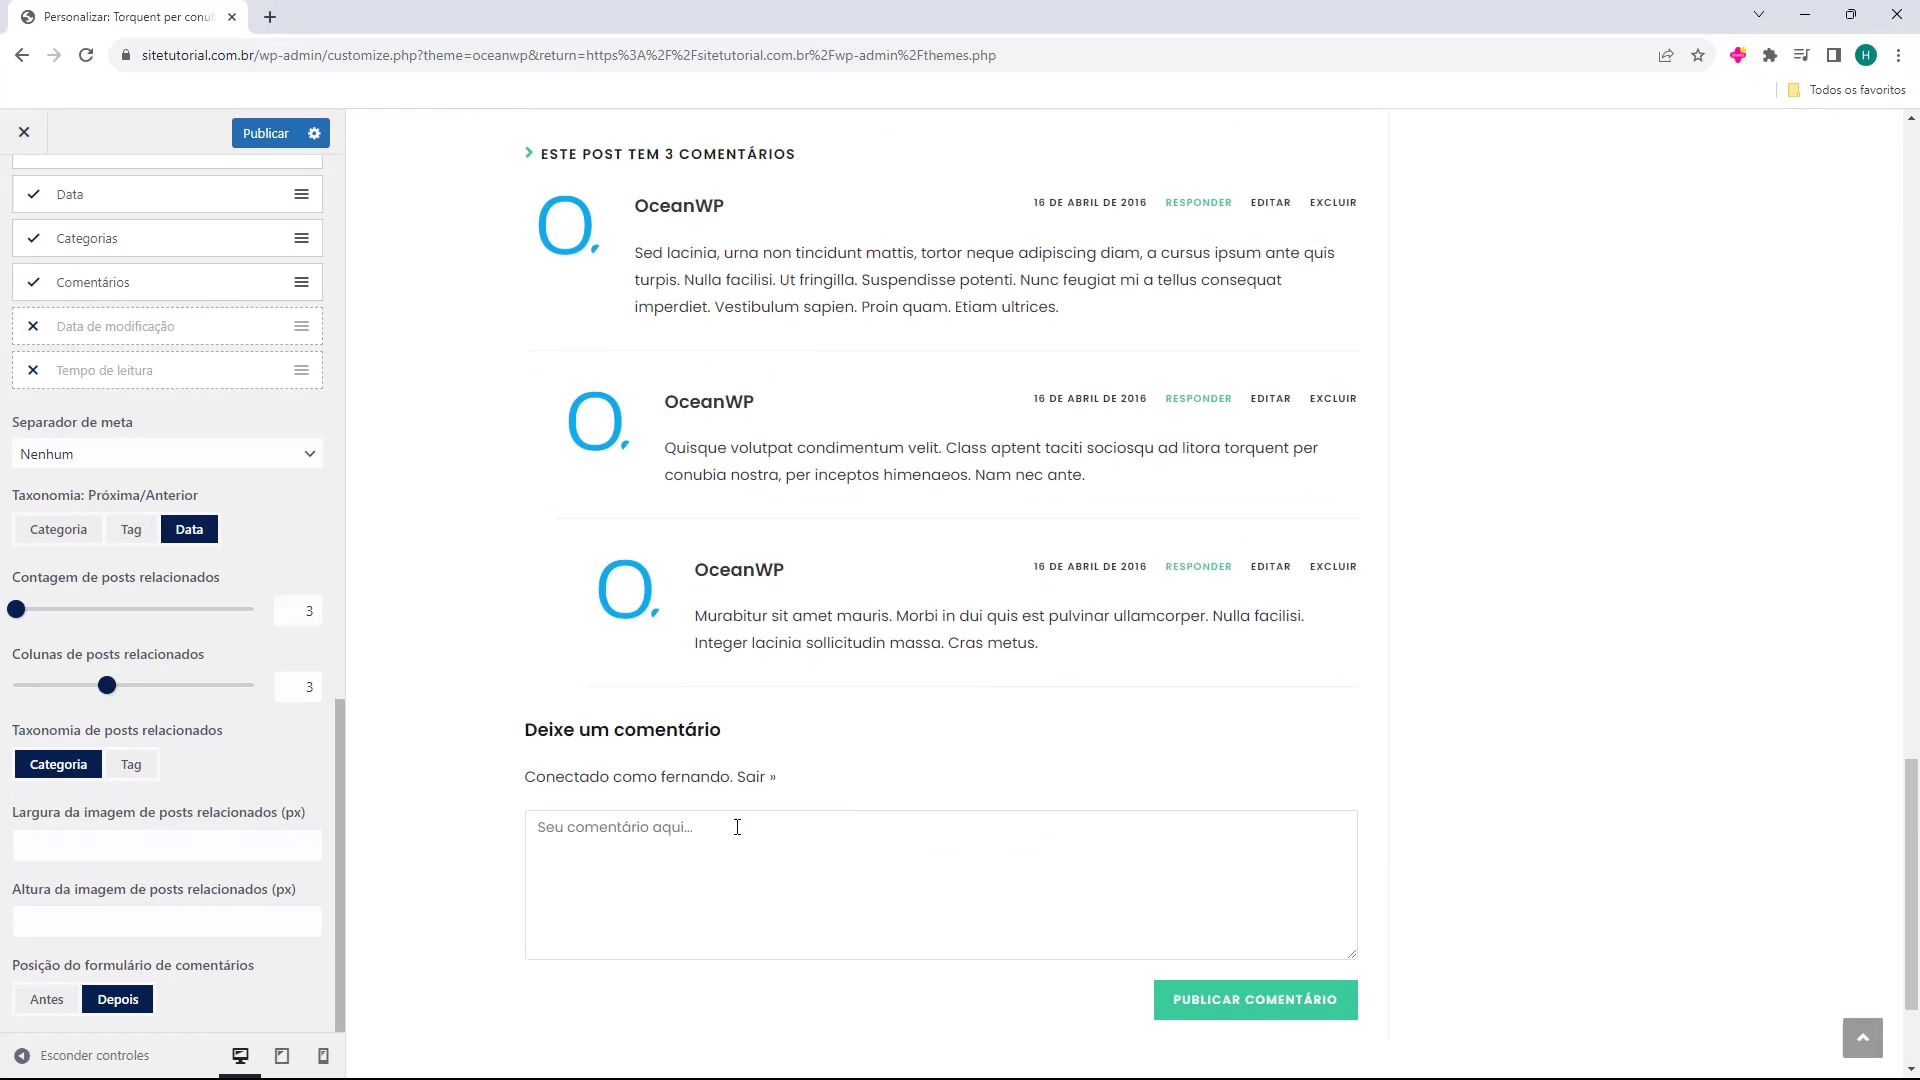 Personalizar: Torquent per conub
sitetutorial.com.br/wp-admin/customize.php?theme=oceanwp&return=https%3A%2F%2Fsitetutorial.com.br%2Fwp-admin%2Fthemes.php
H
Todos os favoritos
Publicar
Data
Categorias
Comentários
Data de modificação
Tempo de leitura
Separador de meta
Nenhum
Taxonomia: Próxima/Anterior
Categoria Tag Data
Contagem de posts relacionados
3
Colunas de posts relacionados
3
Taxonomia de posts relacionados
Categoria Tag
Largura da imagem de posts relacionados (px)
Altura da imagem de posts relacionados (px)
Posição do formulário de comentários
Antes Depois
Esconder controles
ESTE POST TEM 3 COMENTÁRIOS
OceanWP
16 DE ABRIL DE 2016 RESPONDER EDITAR EXCLUIR
Sed lacinia, urna non tincidunt mattis, tortor neque adipiscing diam, a cursus ipsum ante quis
turpis. Nulla facilisi. Ut fringilla. Suspendisse potenti. Nunc feugiat mi a tellus consequat
imperdiet. Vestibulum sapien. Proin quam. Etiam ultrices.
OceanWP
16 DE ABRIL DE 2016 RESPONDER EDITAR EXCLUIR
Quisque volutpat condimentum velit. Class aptent taciti sociosqu ad litora torquent per
conubia nostra, per inceptos himenaeos. Nam nec ante.
OceanWP
16 DE ABRIL DE 2016 RESPONDER EDITAR EXCLUIR
Murabitur sit amet mauris. Morbi in dui quis est pulvinar ullamcorper. Nulla facilisi.
Integer lacinia sollicitudin massa. Cras metus.
Deixe um comentário
Conectado como fernando. Sair »
Seu comentário aqui...
PUBLICAR COMENTÁRIO